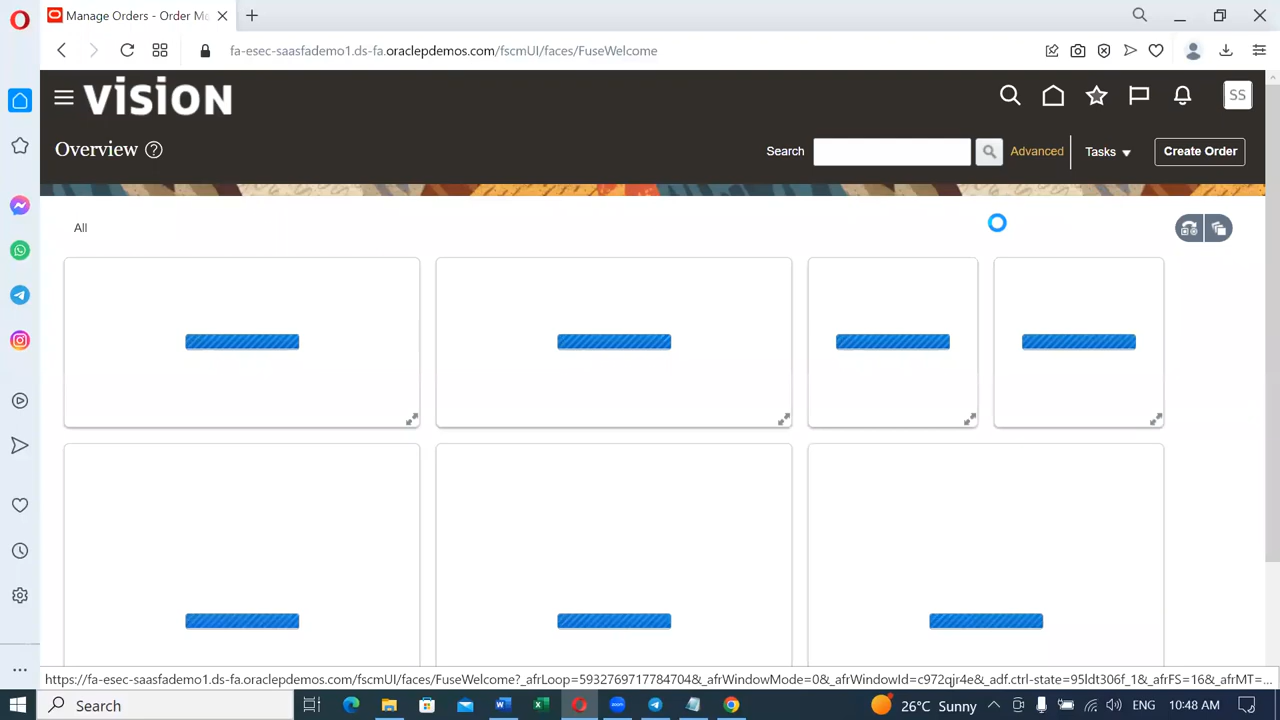 Manage Orders - Order Mo
fa-esec-saasfademo1.ds-fa.oraclepdemos.com/fscmUI/faces/FuseWelcome
vision
SS
Overview ?
Search
Advanced
Tasks
Create Order
All
https://fa-esec-saasfademo1.ds-fa.oraclepdemos.com/fscmUI/faces/FuseWelcome?_afrLoop=59327697177847048&_afrWindowMode=0&_afrWindowId=c972qjr4e&_adf.ctrl-state=95ldt306f_1&_afrFS=16&_afrMT=...
Search
26°C Sunny
ENG
10:48 AM